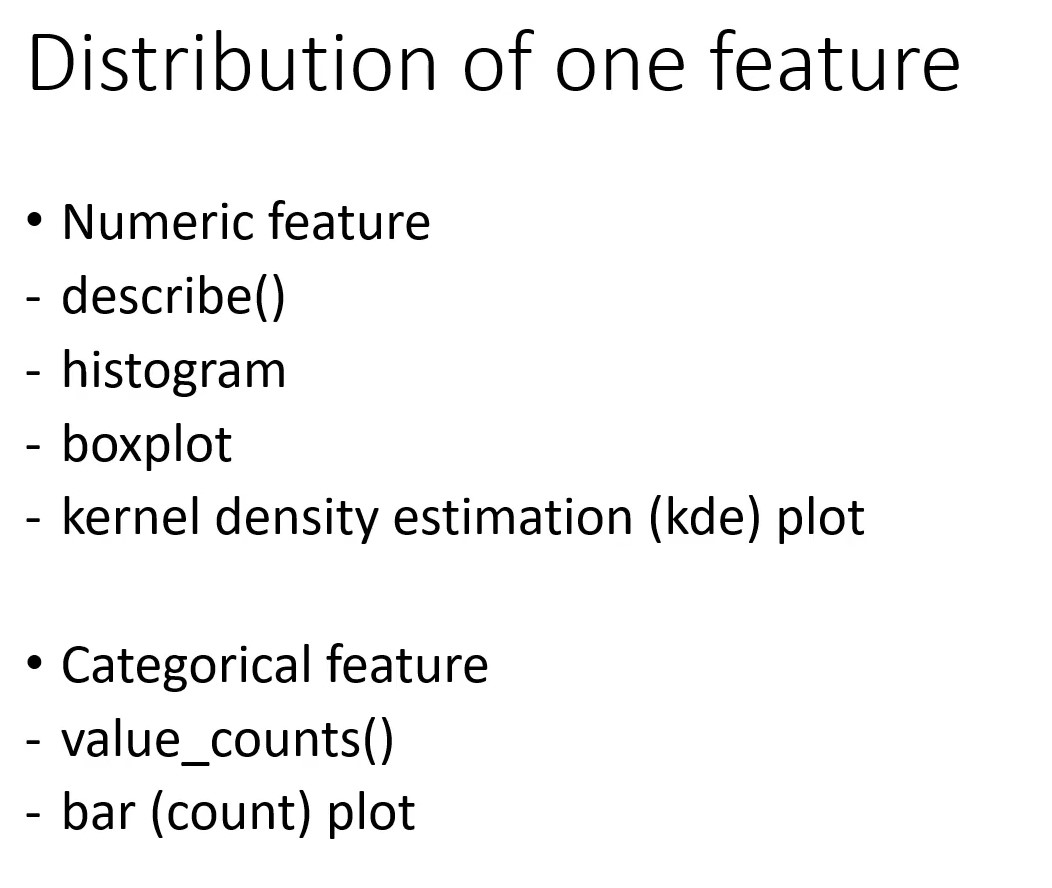 Distribution of one feature
• Numeric feature
- describe()
- histogram
- boxplot
- kernel density estimation (kde) plot
• Categorical feature
- value_counts()
- bar (count) plot